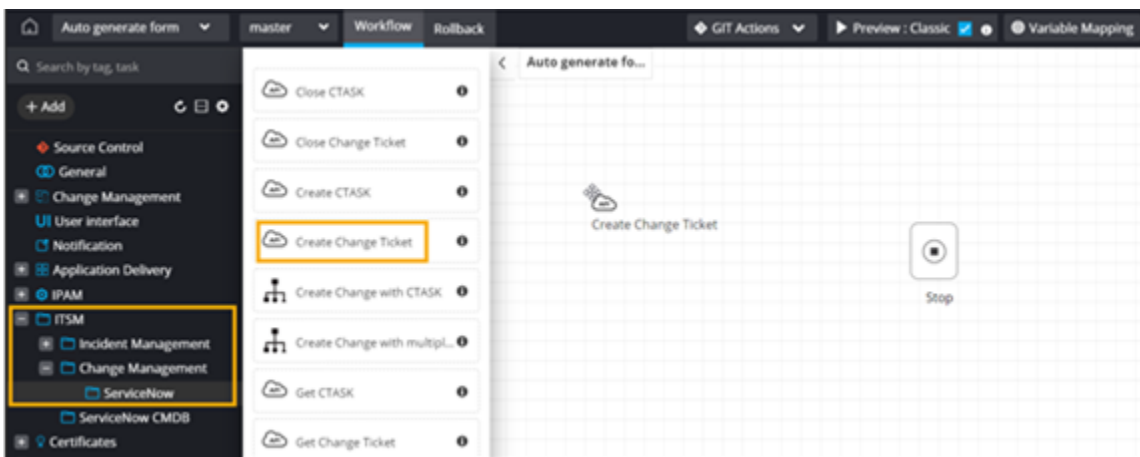 Auto generate form
master
Workflow
Rollback
GIT Actions
Preview : Classic
Variable Mapping
Search by tag, task
+ Add
Source Control
General
Change Management
UI User interface
Notification
Application Delivery
IPAM
ITSM
Incident Management
Change Management
ServiceNow
ServiceNow CMDB
Certificates
Close CTASK
Close Change Ticket
Create CTASK
Create Change Ticket
Create Change with CTASK
Create Change with multipl...
Get CTASK
Get Change Ticket
Auto generate fo...
Create Change Ticket
Stop